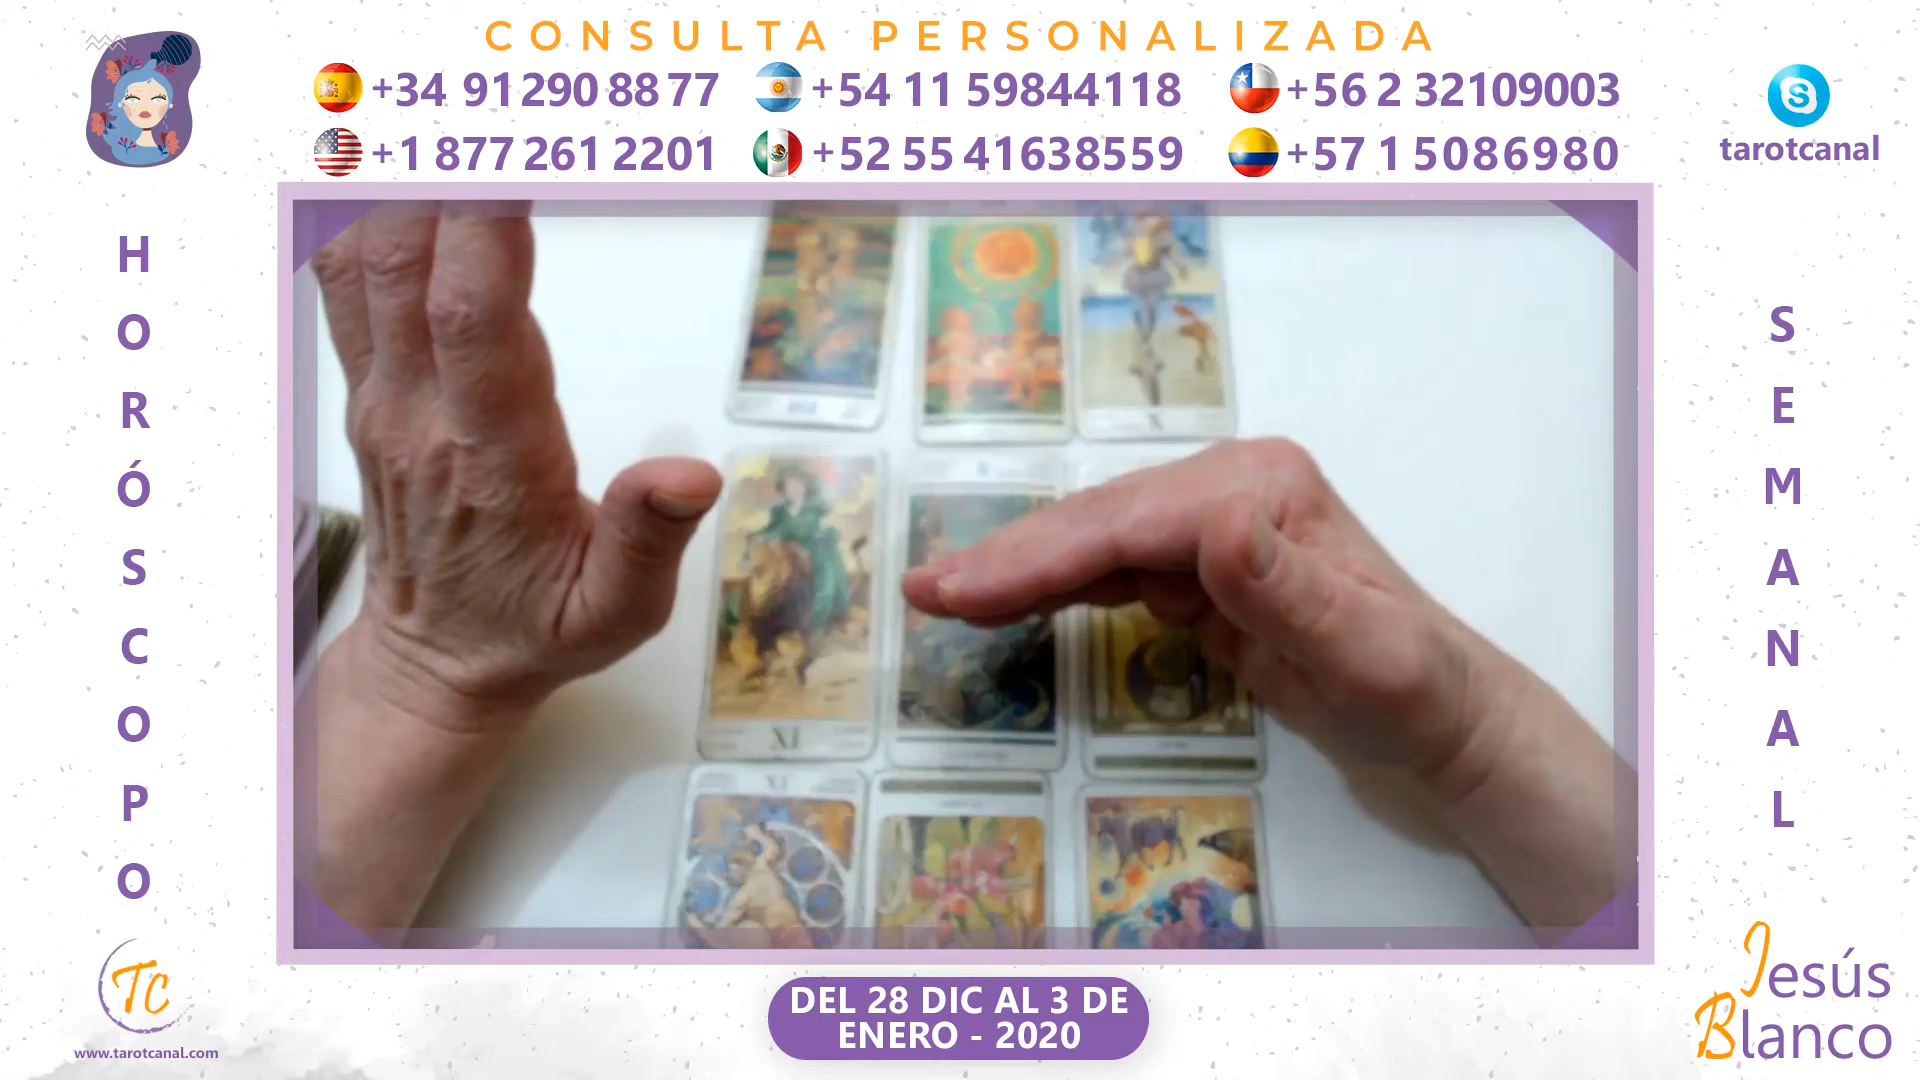 CONSULTA PERSONALIZADA
+34 91 290 88 77
+54 11 59844118
+56 2 32109003
+1 877 261 2201
+52 55 41638559
+57 1 5086980
tarotcanal
HORÓSCOPO
SEMANAL
X
XI
XI
TC
www.tarotcanal.com
DEL 28 DIC AL 3 DE
ENERO - 2020
Jesús
Blanco